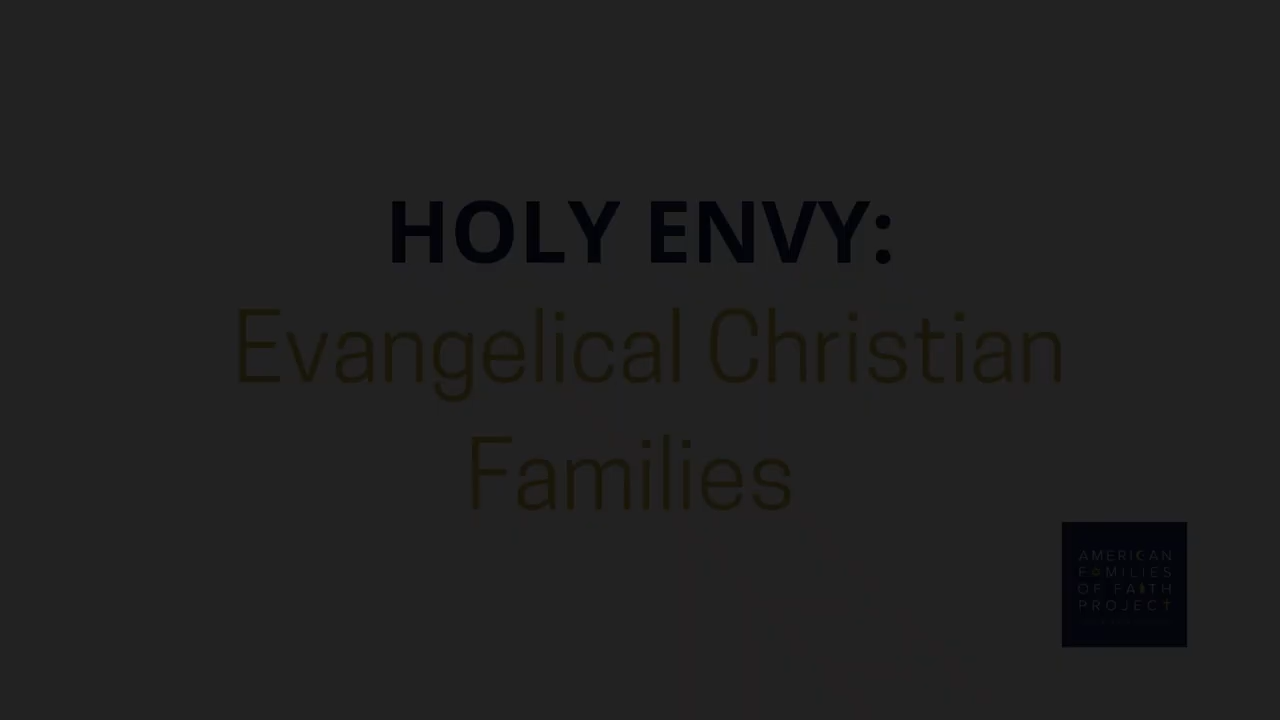 HOLY ENVY:
Evangelical Christian
Families
AMERICAN
FAMILIES
OF FAITH
PROJECT